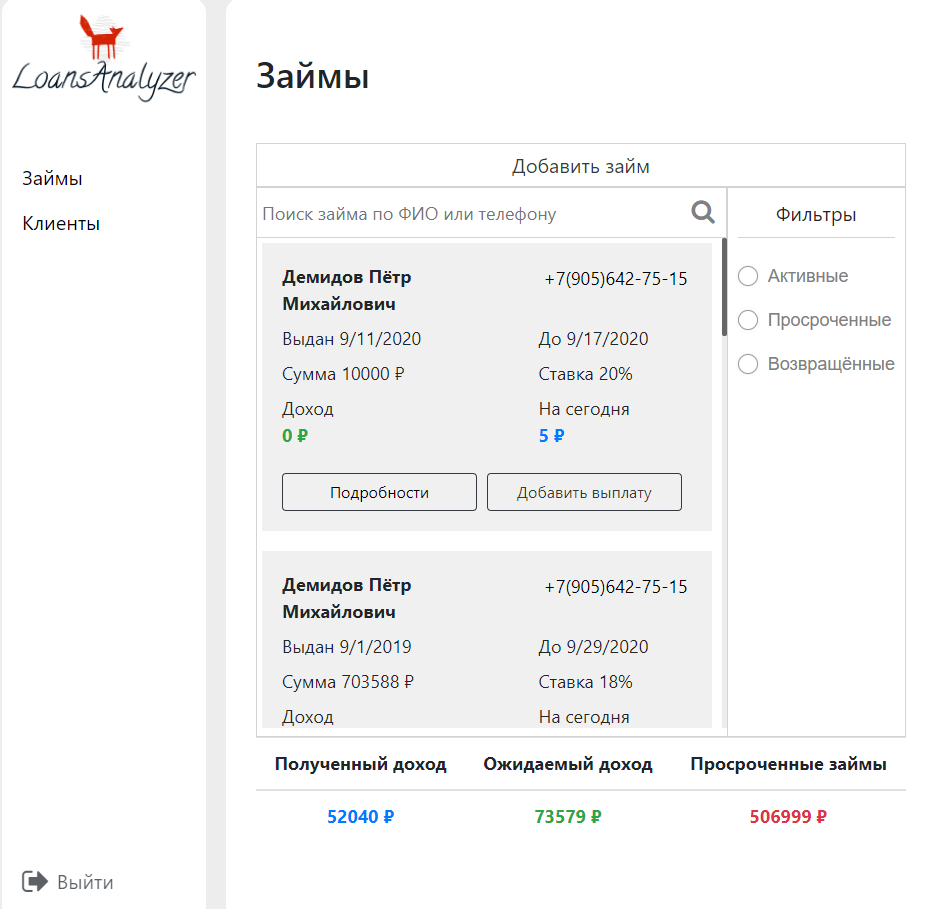 LoansAnalyzer
Займы
Клиенты
Выйти
Займы
Добавить займ
Поиск займа по ФИО или телефону
Фильтры
Активные
Просроченные
Возвращённые
Демидов Пётр
Михайлович
+7(905)642-75-15
Выдан 9/11/2020
До 9/17/2020
Сумма 10000 ₽
Ставка 20%
Доход
0 ₽
На сегодня
5 ₽
Подробности
Добавить выплату
Демидов Пётр
Михайлович
+7(905)642-75-15
Выдан 9/1/2019
До 9/29/2020
Сумма 703588 ₽
Ставка 18%
Доход
На сегодня
Полученный доход
Ожидаемый доход
Просроченные займы
52040 ₽
73579 ₽
506999 ₽